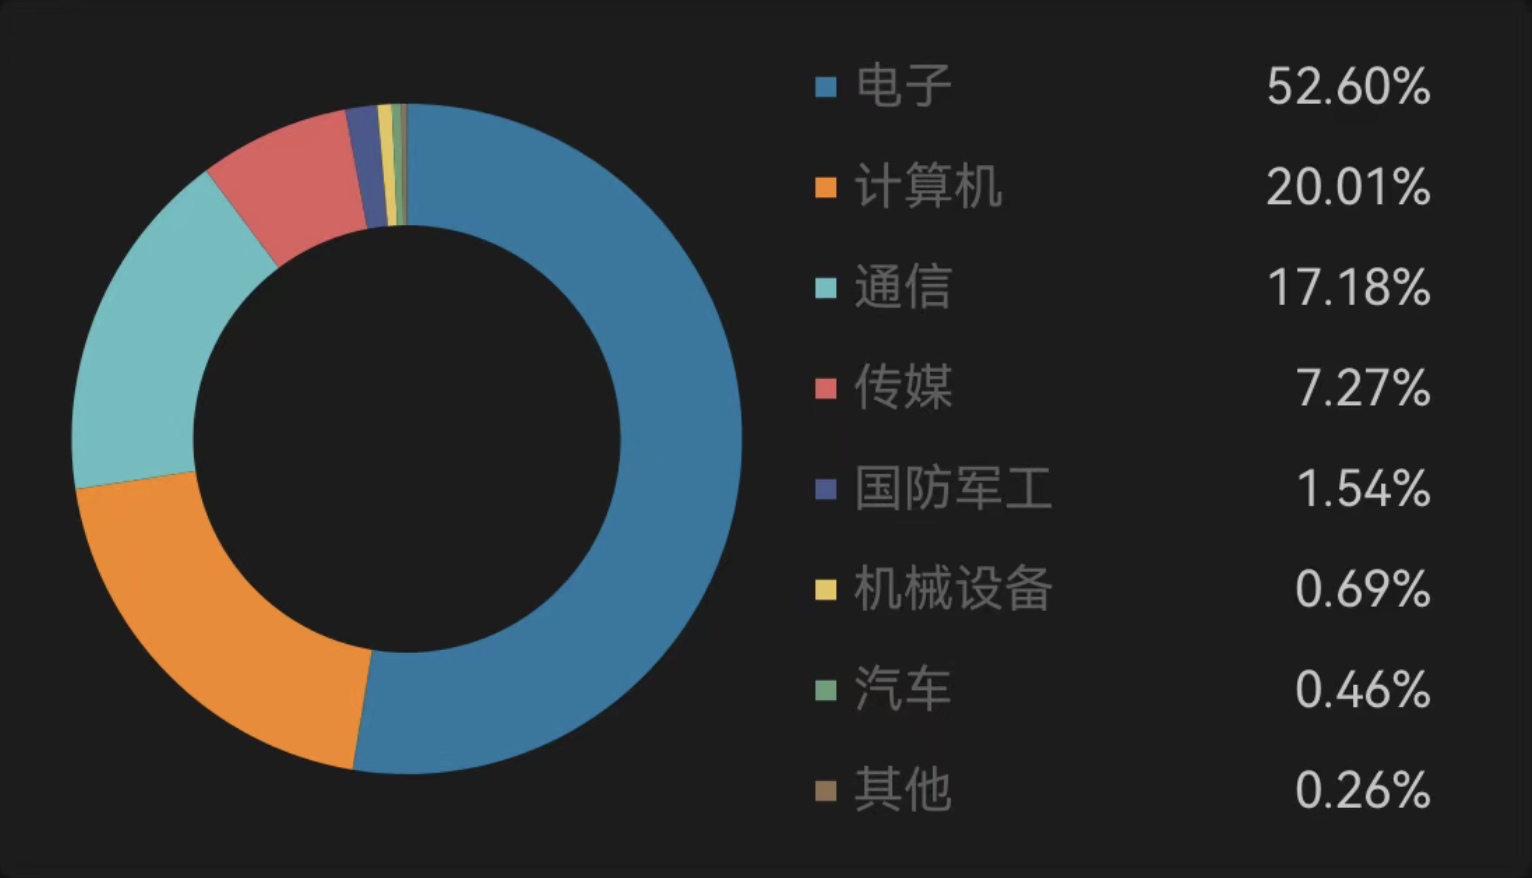 电子 52.60%
计算机 20.01%
通信 17.18%
传媒 7.27%
国防军工 1.54%
机械设备 0.69%
汽车 0.46%
其他 0.26%